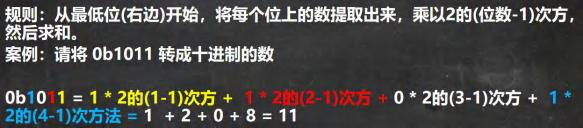 规则：从最低位(右边)开始，将每个位上的数提取出来，乘以2的(位数-1)次方，
然后求和。
案例：请将 0b1011 转成十进制的数
0b1011 = 1 * 2的(1-1)次方 + 1 * 2的(2-1)次方 + 0 * 2的(3-1)次方 + 1 *
2的(4-1)次方法 = 1 + 2 + 0 + 8 = 11